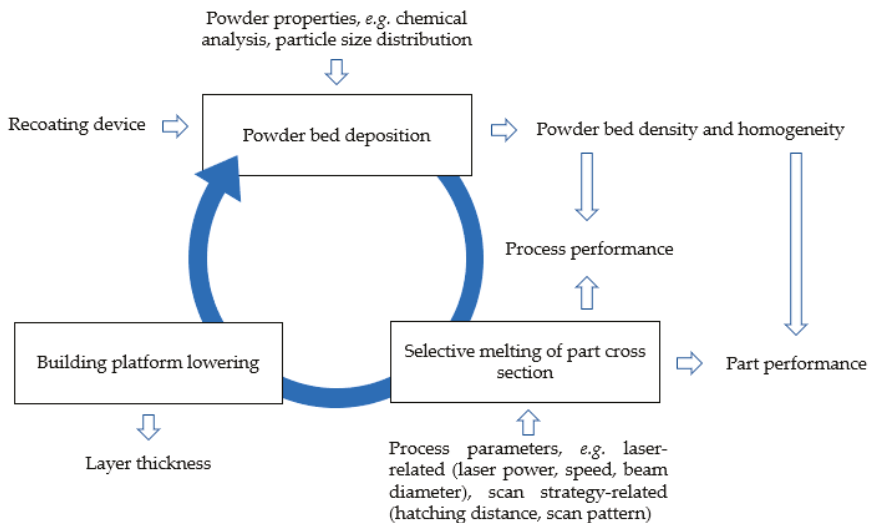 Powder properties, e.g. chemical
analysis, particle size distribution
Recoating device
Powder bed deposition
Powder bed density and homogeneity
Process performance
Building platform lowering
Selective melting of part cross
section
Part performance
Layer thickness
Process parameters, e.g. laser-
related (laser power, speed, beam
diameter), scan strategy-related
(hatching distance, scan pattern)